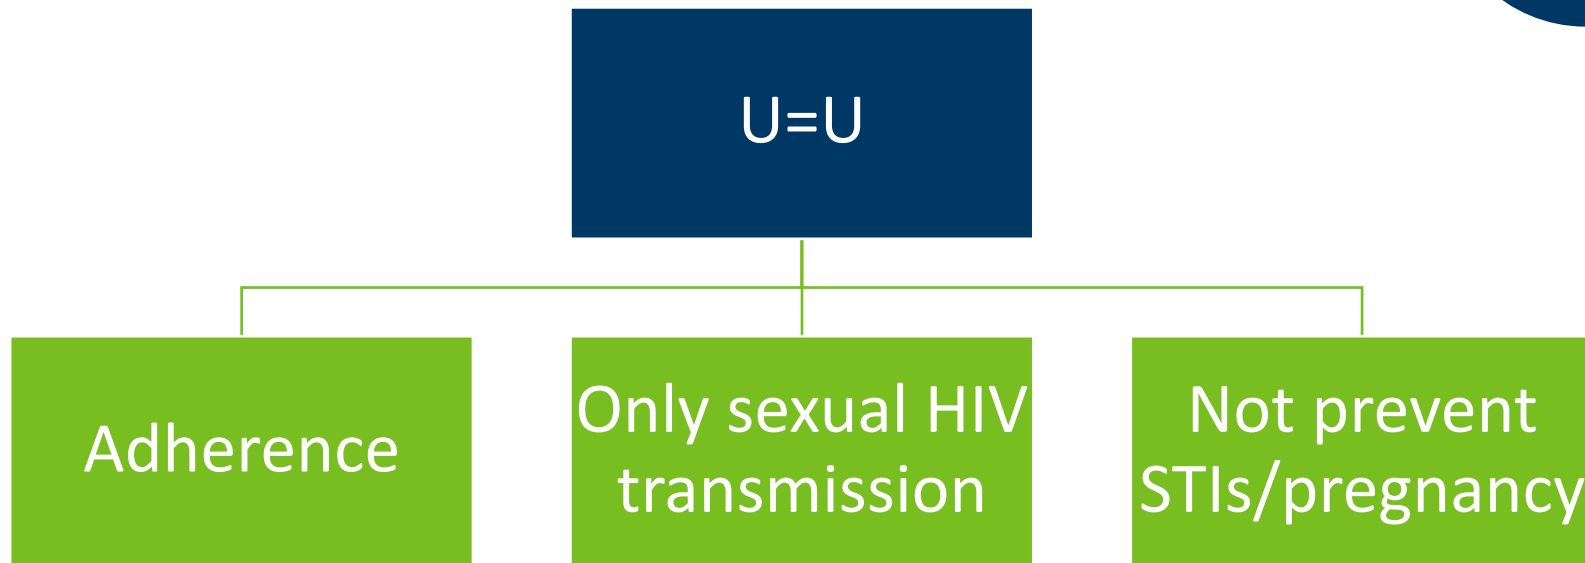 U=U
Adherence
Only sexual HIV
transmission
Not prevent
STIs/pregnancy